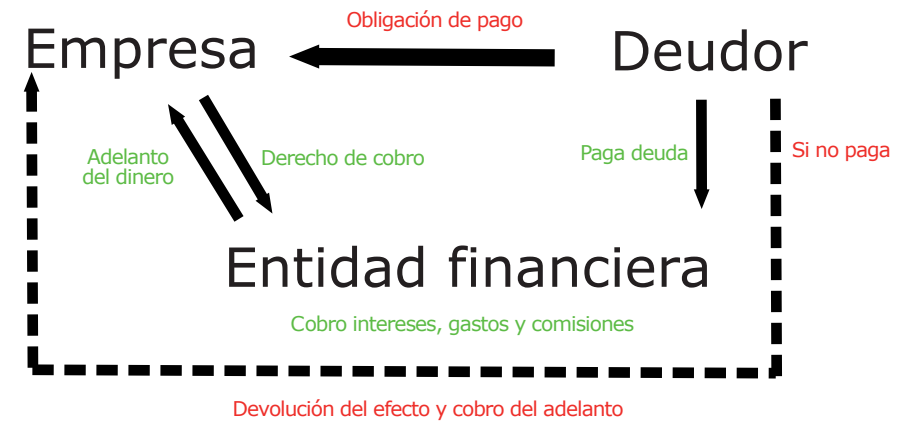 Obligación de pago
Empresa
Deudor
Adelanto
del dinero
Derecho de cobro
Paga deuda
Si no paga
Entidad financiera
Cobro intereses, gastos y comisiones
Devolución del efecto y cobro del adelanto